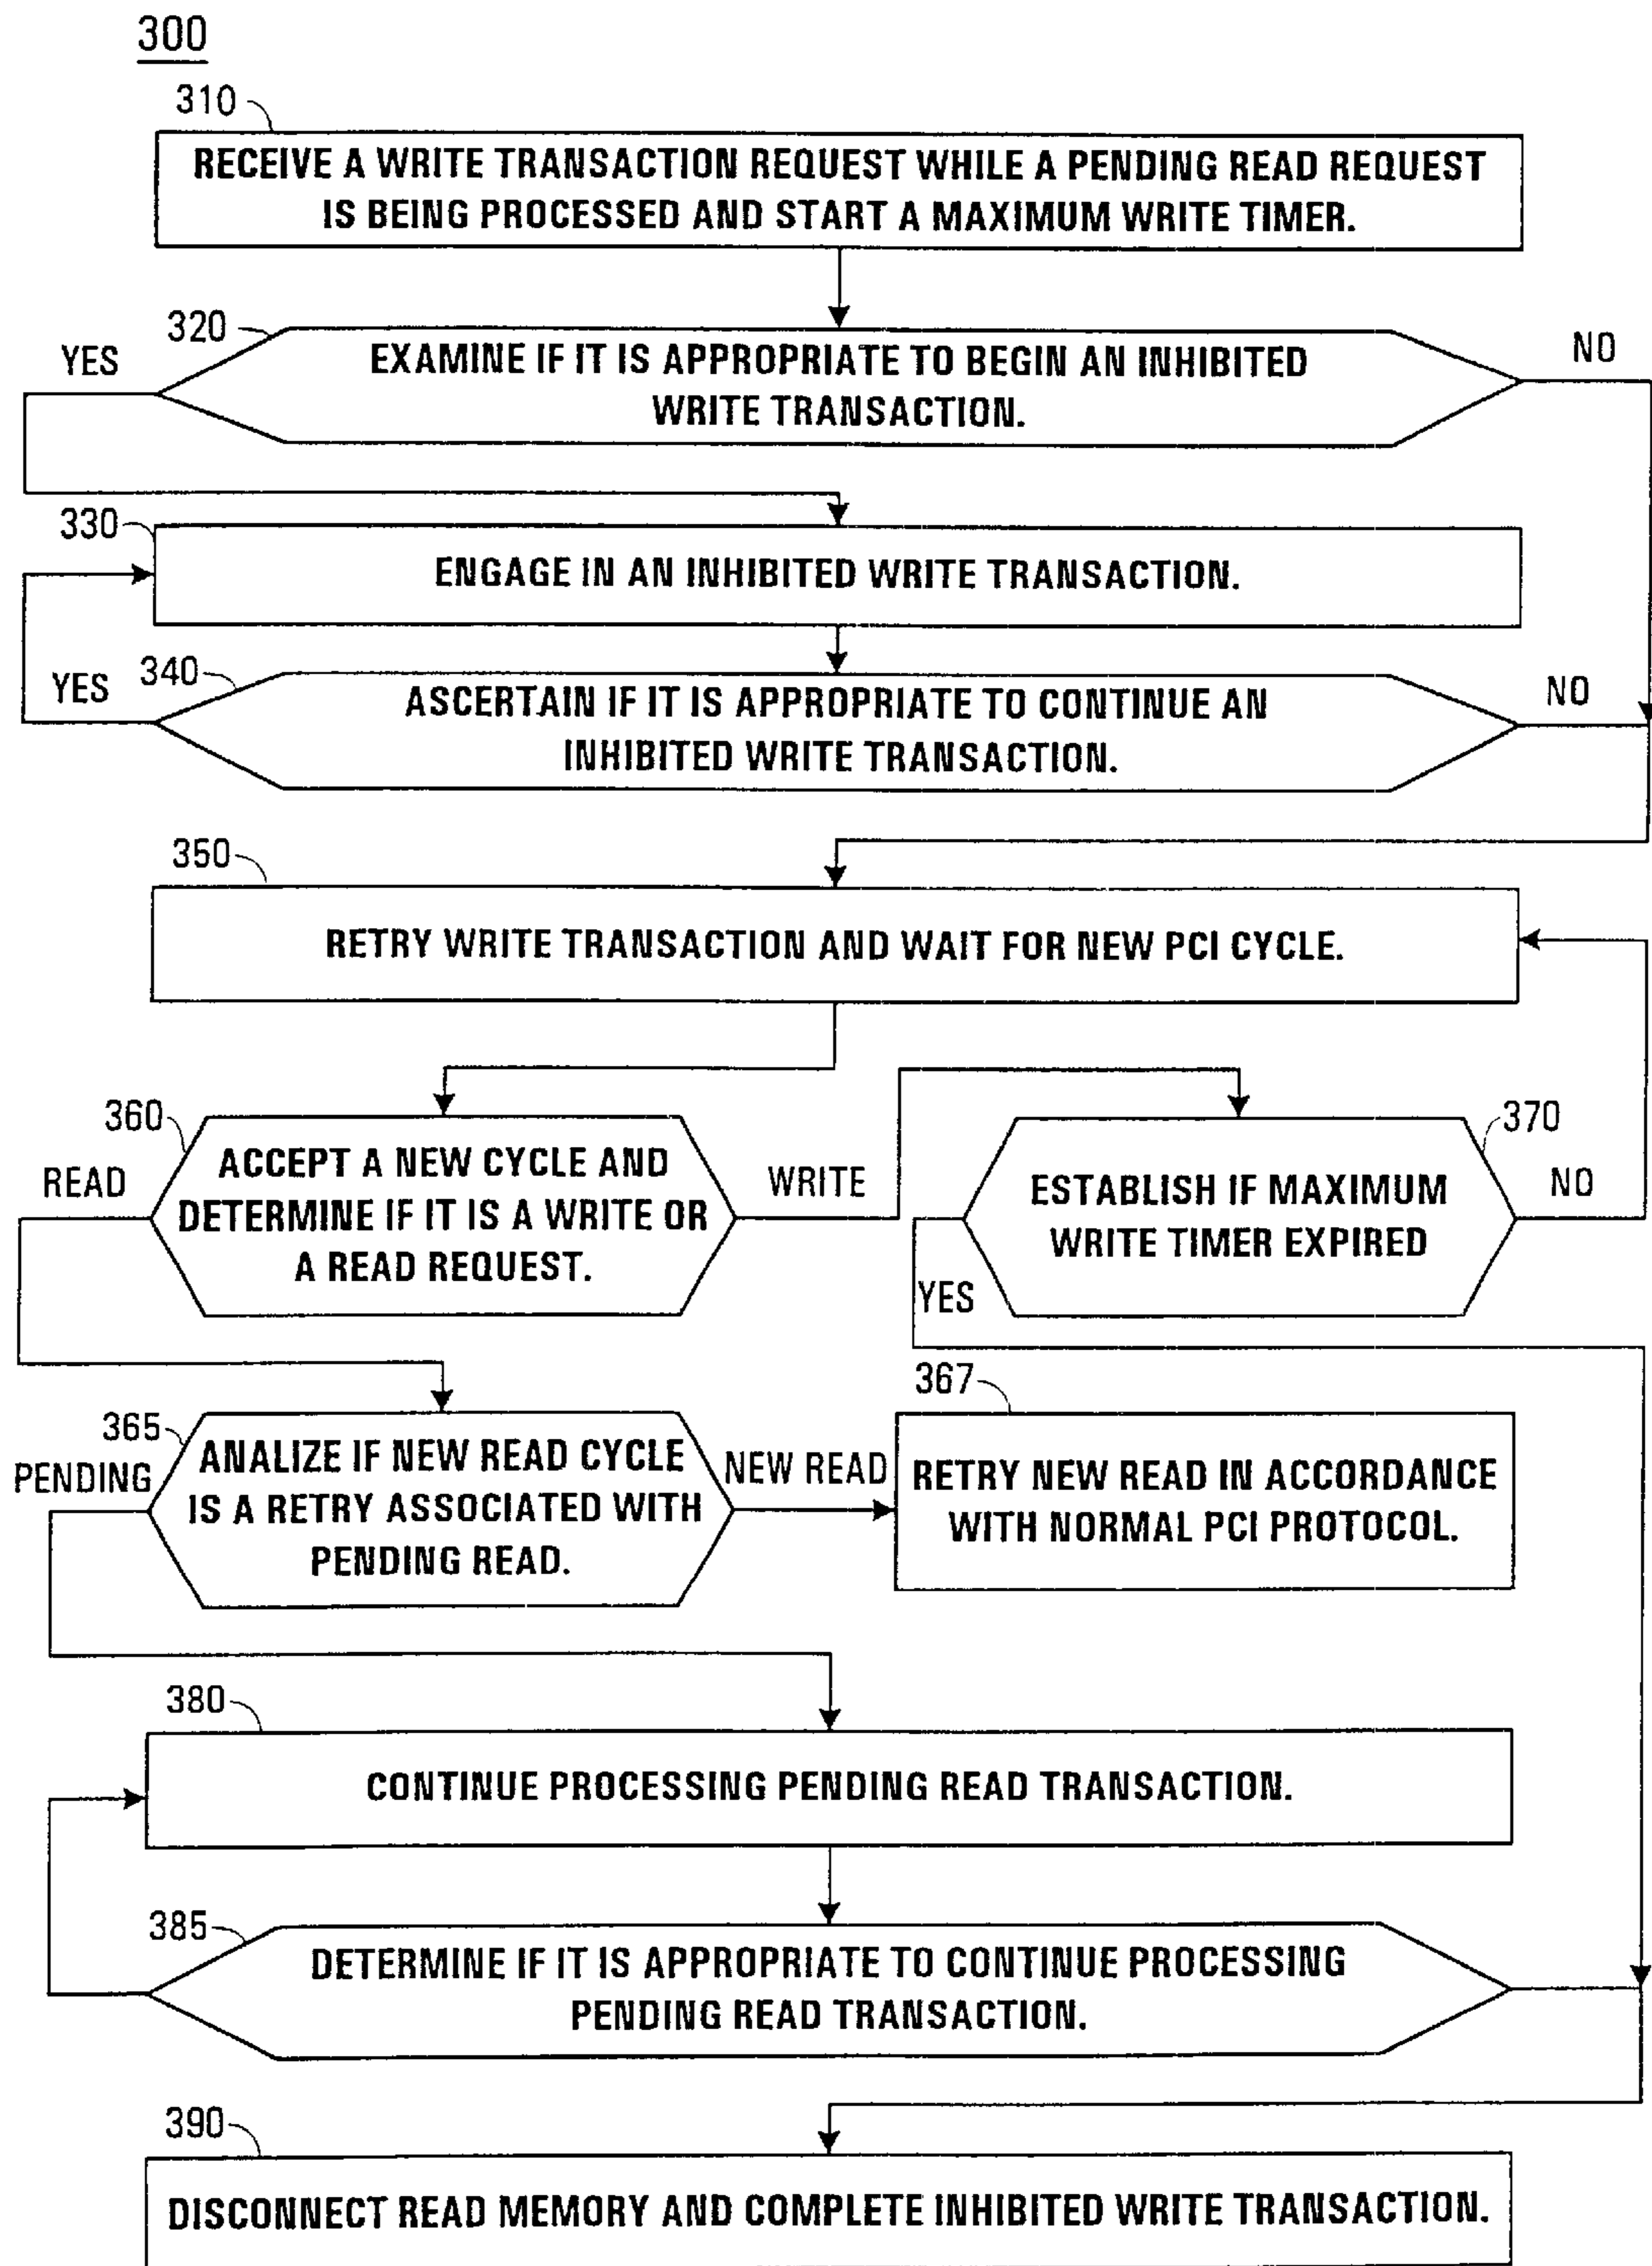 300
310
RECEIVE A WRITE TRANSACTION REQUEST WHILE A PENDING READ REQUEST
IS BEING PROCESSED AND START A MAXIMUM WRITE TIMER.
320
YES
NO
EXAMINE IF IT IS APPROPRIATE TO BEGIN AN INHIBITED
WRITE TRANSACTION.
330
ENGAGE IN AN INHIBITED WRITE TRANSACTION.
340
YES
NO
ASCERTAIN IF IT IS APPROPRIATE TO CONTINUE AN
INHIBITED WRITE TRANSACTION.
350
RETRY WRITE TRANSACTION AND WAIT FOR NEW PCI CYCLE.
360
READ
ACCEPT A NEW CYCLE AND
DETERMINE IF IT IS A WRITE OR
A READ REQUEST.
WRITE
370
ESTABLISH IF MAXIMUM
WRITE TIMER EXPIRED
NO
YES
365
PENDING
ANALIZE IF NEW READ CYCLE
IS A RETRY ASSOCIATED WITH
PENDING READ.
NEW READ
367
RETRY NEW READ IN ACCORDANCE
WITH NORMAL PCI PROTOCOL.
380
CONTINUE PROCESSING PENDING READ TRANSACTION.
385
DETERMINE IF IT IS APPROPRIATE TO CONTINUE PROCESSING
PENDING READ TRANSACTION.
390
DISCONNECT READ MEMORY AND COMPLETE INHIBITED WRITE TRANSACTION.